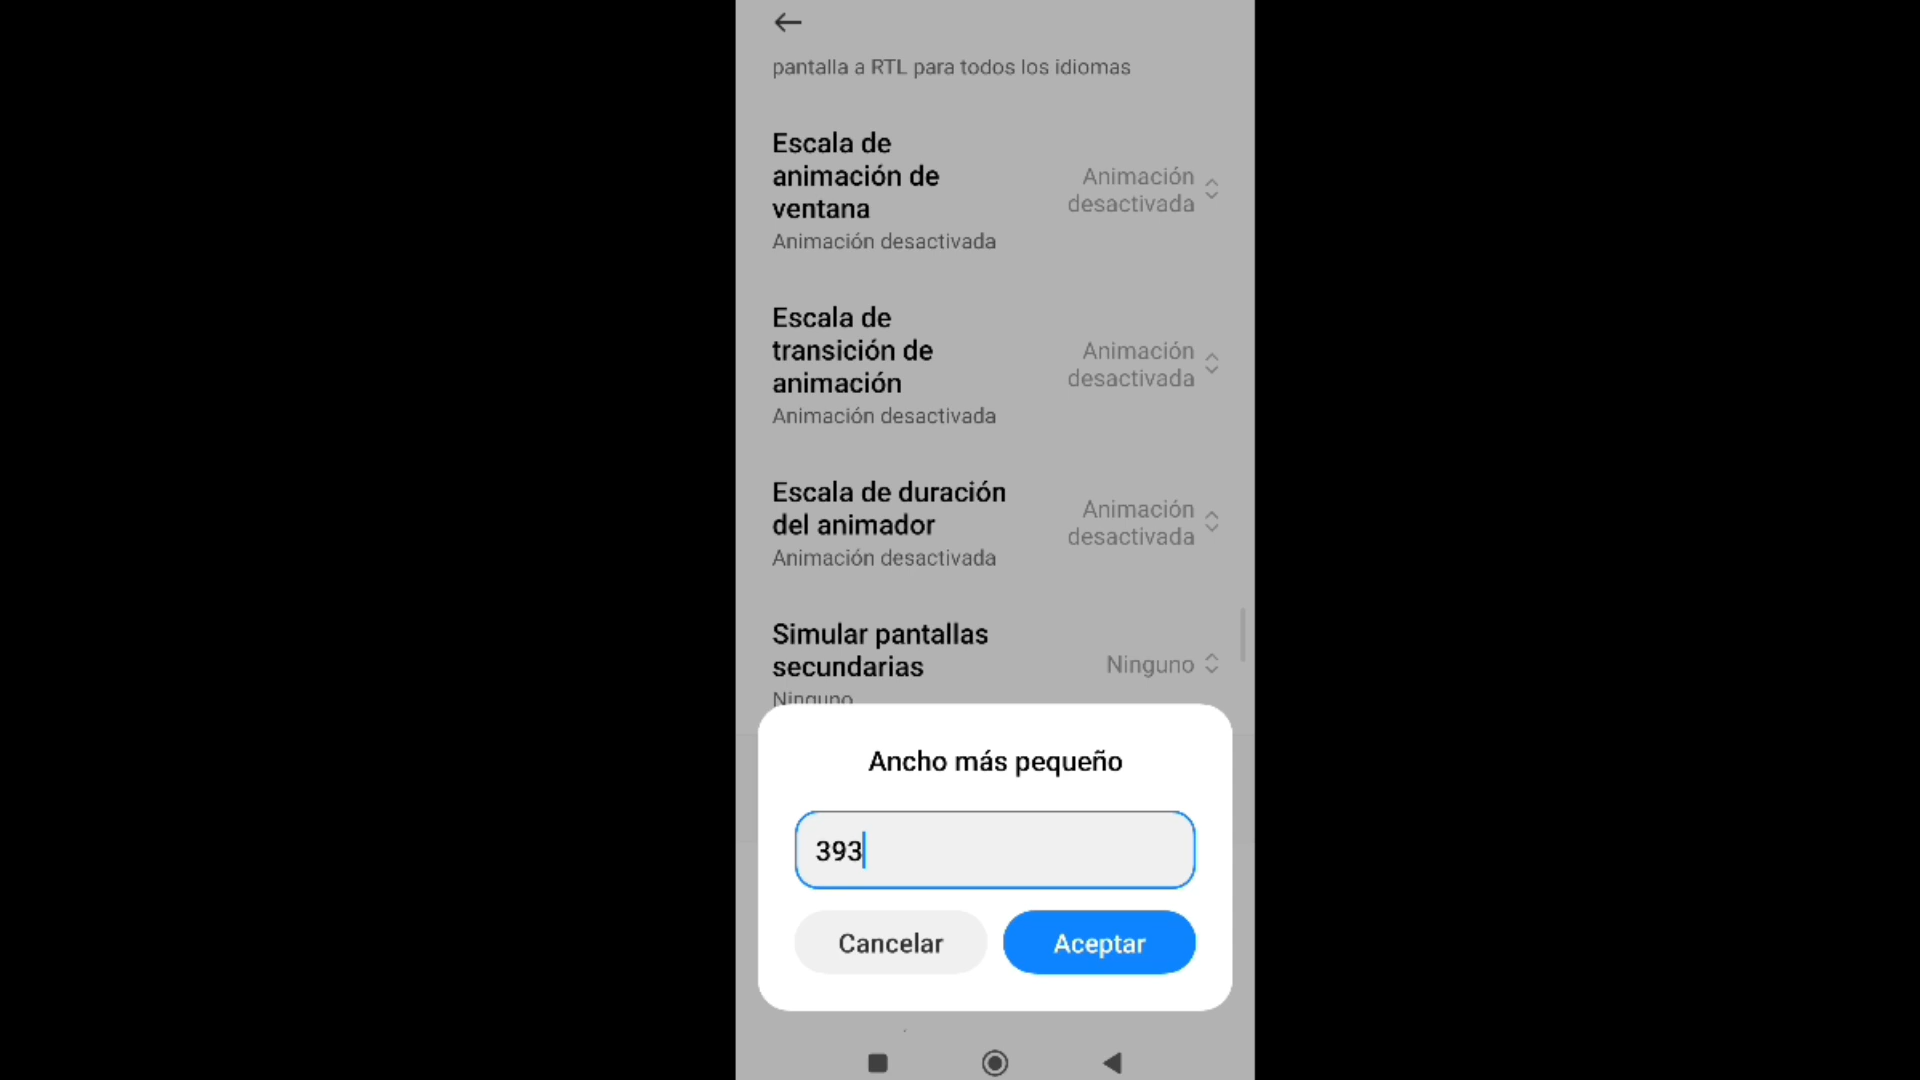 pantalla a RTL para todos los idiomas
Escala de
animación de
ventana
Animación desactivada
Animación
desactivada
Escala de
transición de
animación
Animación desactivada
Animación
desactivada
Escala de duración
del animador
Animación desactivada
Animación
desactivada
Simular pantallas
secundarias
Ninguno
Ninguno
Ancho más pequeño
393
Cancelar
Aceptar